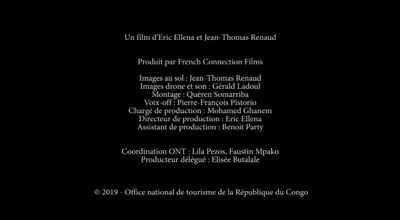 Un film d'Eric Ellena et Jean-Thomas Renaud
Produit par French Connection Films
Images au sol : Jean-Thomas Renaud
Images drone et son : Gérald Ladoul
Montage : Quéren Somarriba
Voix-off : Pierre-François Pistorio
Chargé de production : Mohamed Ghanem
Directeur de production : Eric Ellena
Assistant de production : Benoit Party
Coordination ONT : Lila Pezos, Faustin Mpako
Producteur délégué : Elisée Butalale
© 2019 - Office national de tourisme de la République du Congo